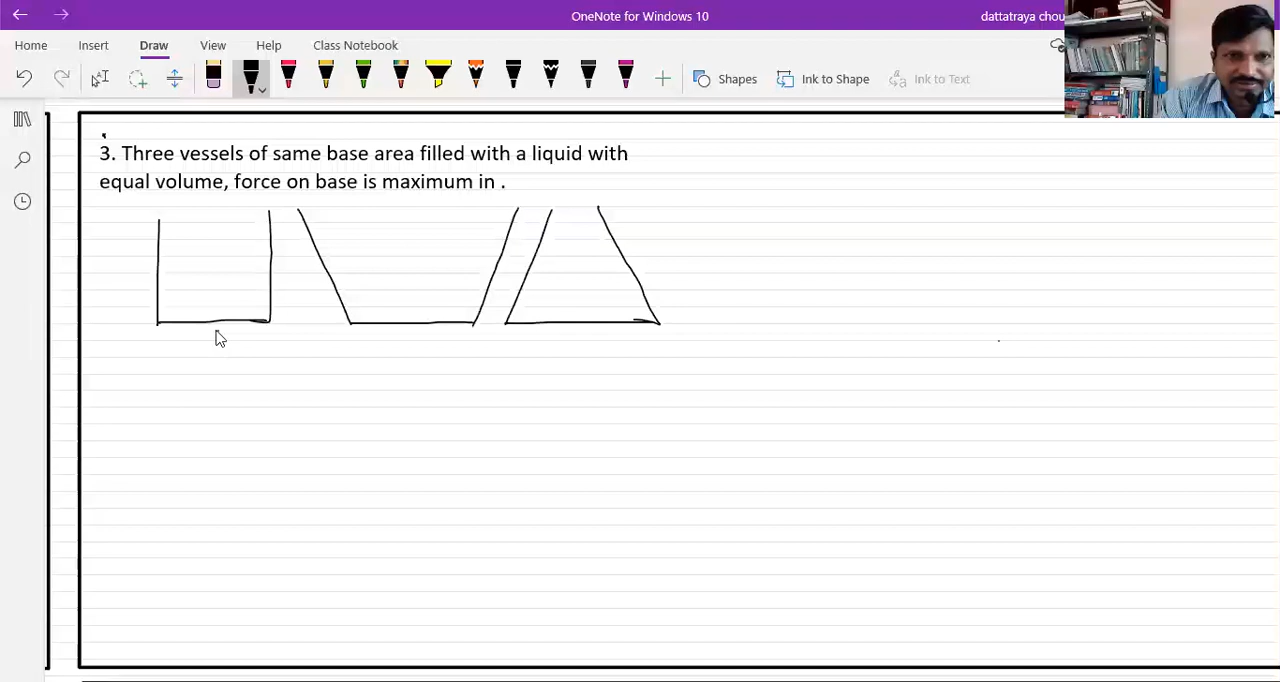 OneNote for Windows 10
dattatraya chou
Home Insert Draw View Help Class Notebook
Shapes Ink to Shape Ink to Text
3. Three vessels of same base area filled with a liquid with
equal volume, force on base is maximum in .